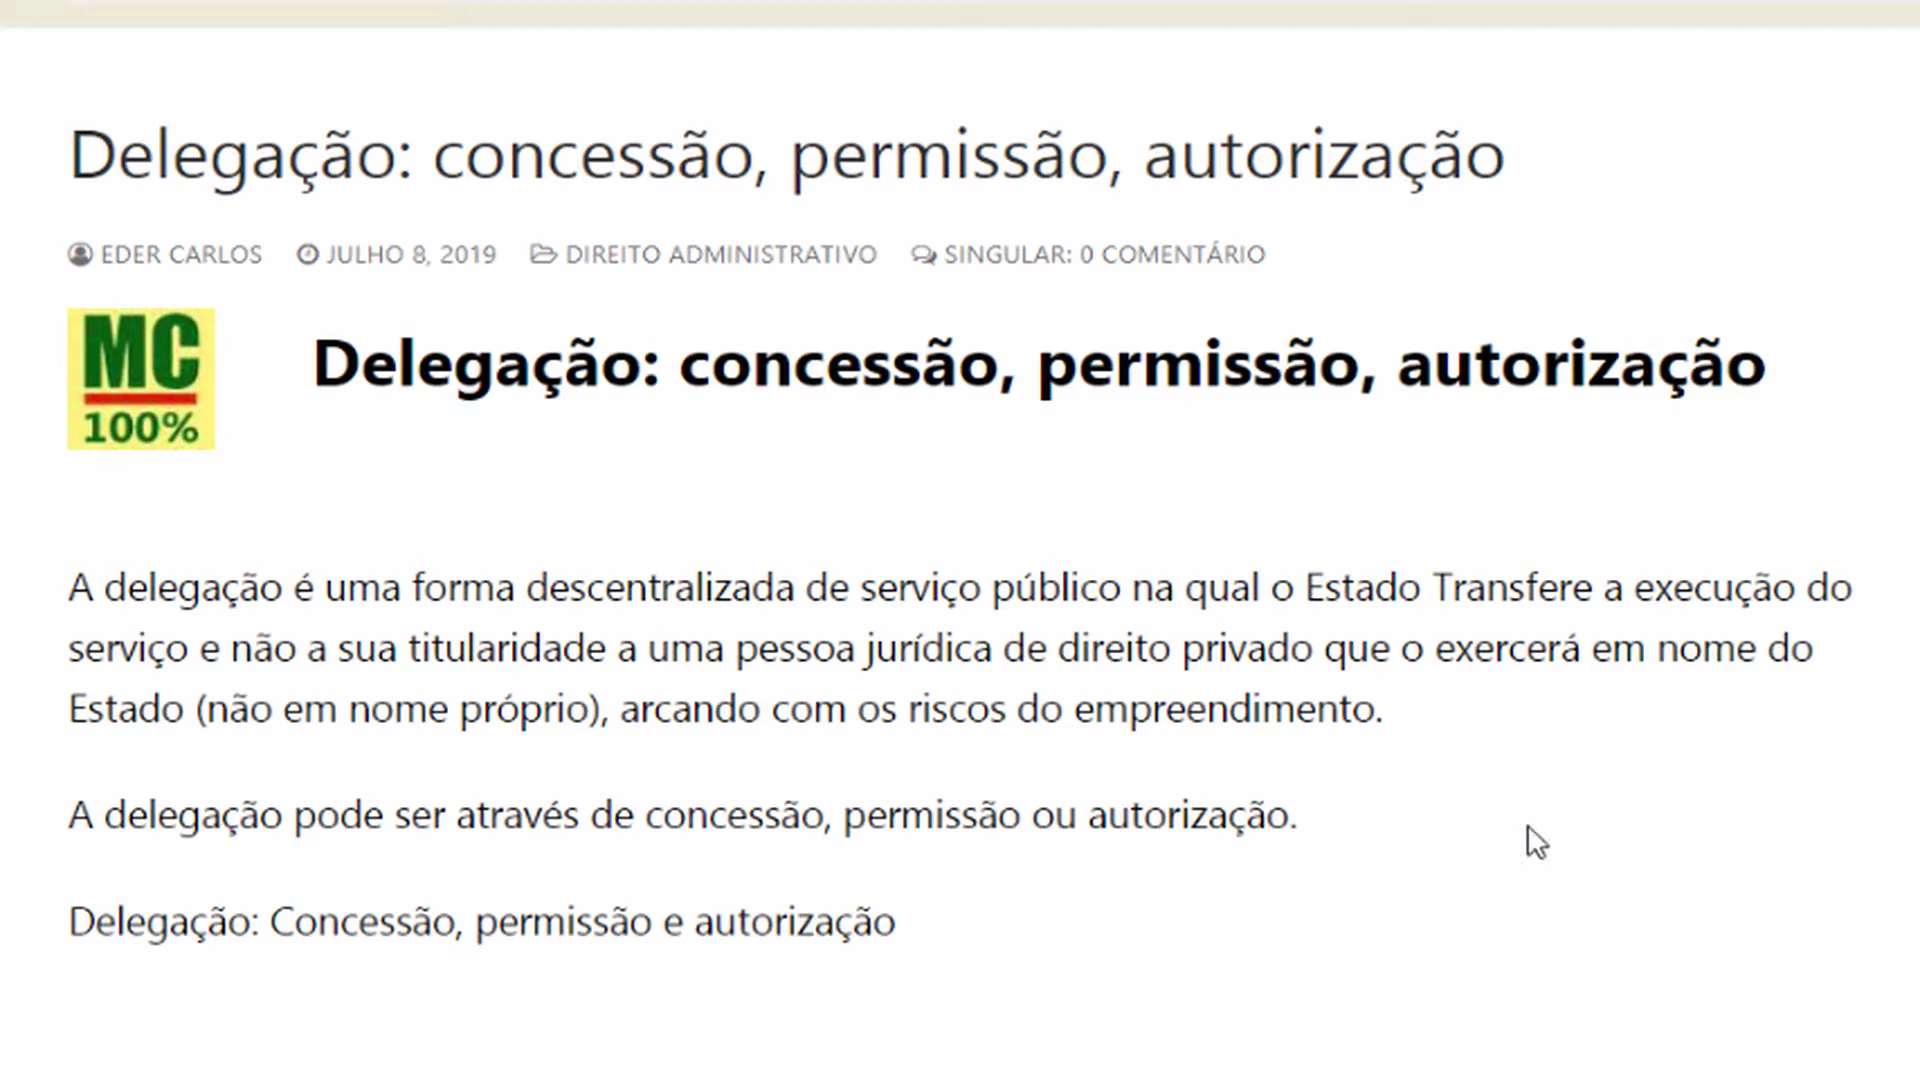 Delegação: concessão, permissão, autorização
EDER CARLOS JULHO 8, 2019 DIREITO ADMINISTRATIVO SINGULAR: 0 COMENTÁRIO
MC
100%
Delegação: concessão, permissão, autorização
A delegação é uma forma descentralizada de serviço público na qual o Estado Transfere a execução do
serviço e não a sua titularidade a uma pessoa jurídica de direito privado que o exercerá em nome do
Estado (não em nome próprio), arcando com os riscos do empreendimento.
A delegação pode ser através de concessão, permissão ou autorização.
Delegação: Concessão, permissão e autorização